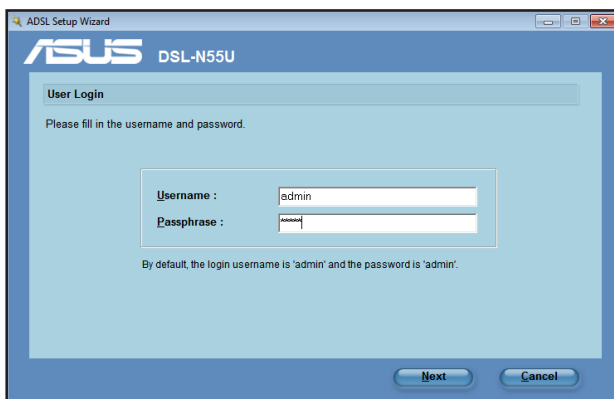 ADSL Setup Wizard
ASUS DSL-N55U
User Login
Please fill in the username and password.
Username : admin
Passphrase : *****
By default, the login username is 'admin' and the password is 'admin'.
Next Cancel